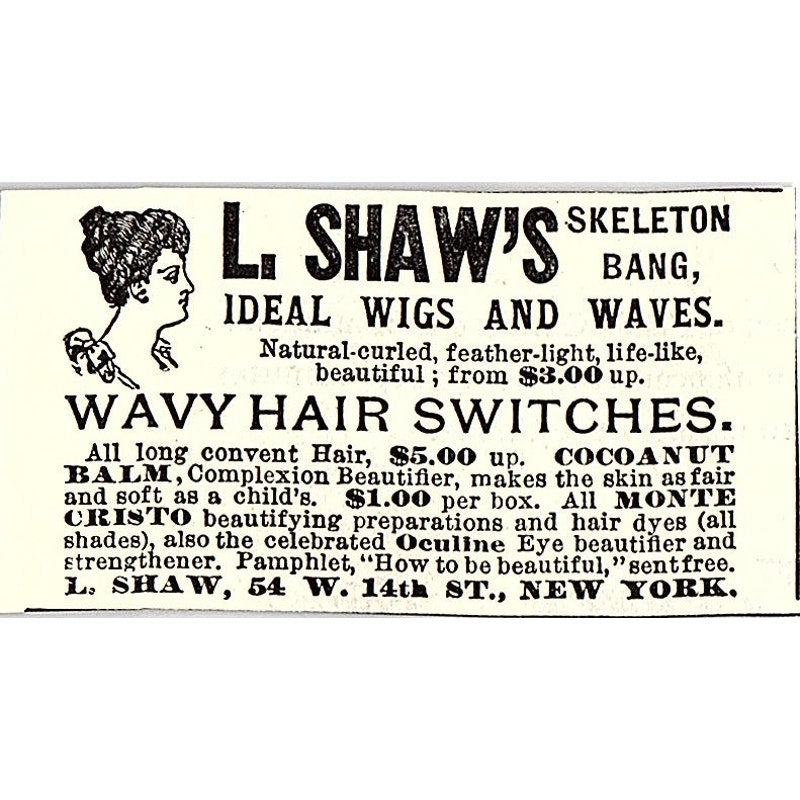 L. SHAW'S SKELETON
BANG,
IDEAL WIGS AND WAVES.
Natural-curled, feather-light, life-like,
beautiful; from $3.00 up.
WAVY HAIR SWITCHES.
All long convent Hair, $5.00 up. COCOANUT
BALM, Complexion Beautifier, makes the skin as fair
and soft as a child's. $1.00 per box. All MONTE
CRISTO beautifying preparations and hair dyes (all
shades), also the celebrated Oculine Eye beautifier and
strengthener. Pamphlet, "How to be beautiful," sent free.
L. SHAW, 54 W. 14th ST., NEW YORK.